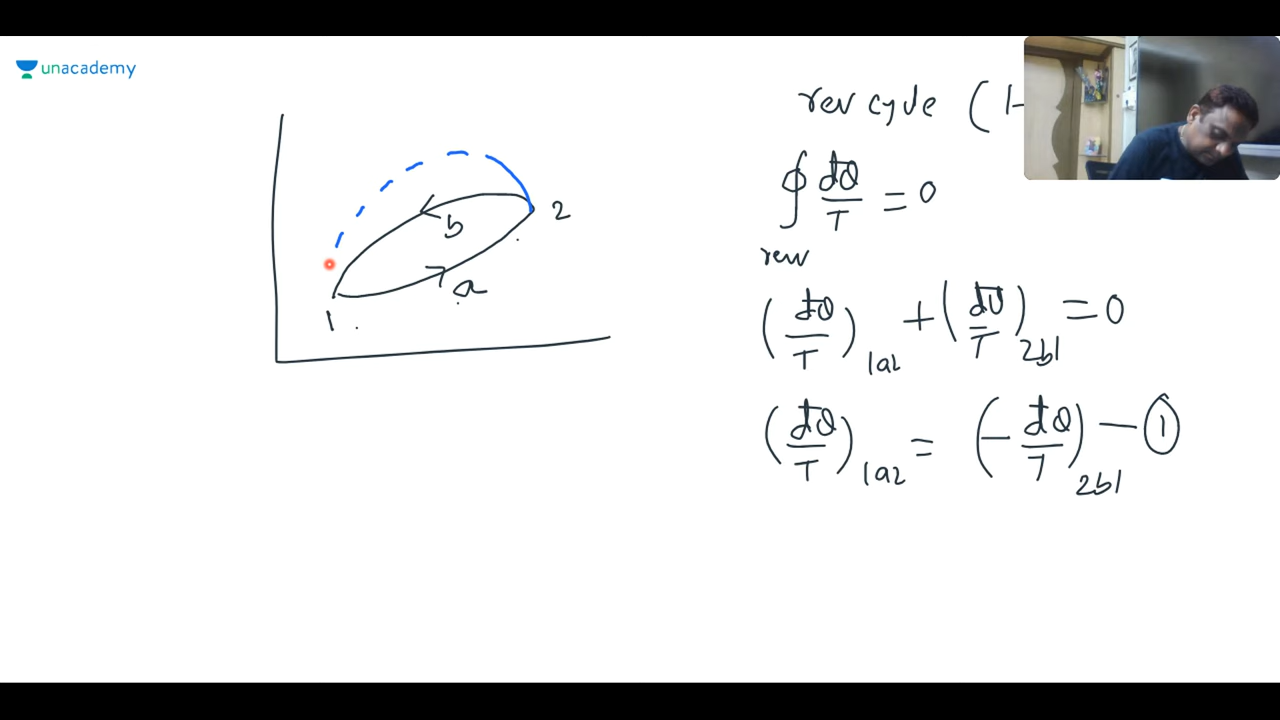 unacademy
rev cycle (1-
∮ đQ/T = 0
rev
(đQ/T)1a2 + (đQ/T)2b1 = 0
(đQ/T)1a2 = (- đQ/T)2b1 — ①
b
2
a
1